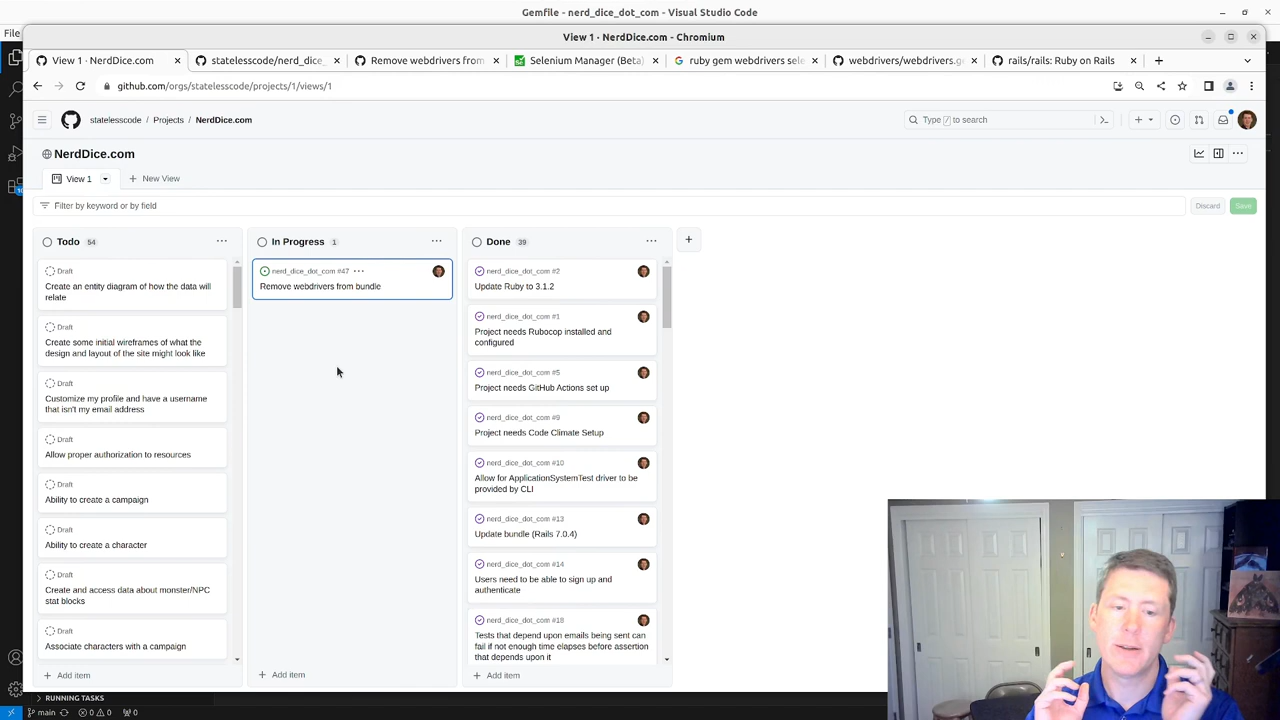 Gemfile - nerd_dice_dot_com - Visual Studio Code
File
View 1 · NerdDice.com - Chromium
View 1 · NerdDice.com
statelesscode/nerd_dice_
Remove webdrivers from
Selenium Manager (Beta)
ruby gem webdrivers sele
webdrivers/webdrivers.ge
rails/rails: Ruby on Rails
github.com/orgs/statelesscode/projects/1/views/1
statelesscode / Projects / NerdDice.com
Type / to search
NerdDice.com
View 1
New View
Filter by keyword or by field
Discard
Save
Todo 54
Draft
Create an entity diagram of how the data will
relate
Draft
Create some initial wireframes of what the
design and layout of the site might look like
Draft
Customize my profile and have a username
that isn't my email address
Draft
Allow proper authorization to resources
Draft
Ability to create a campaign
Draft
Ability to create a character
Draft
Create and access data about monster/NPC
stat blocks
Draft
Associate characters with a campaign
+ Add item
In Progress 1
nerd_dice_dot_com #47 ···
Remove webdrivers from bundle
+ Add item
Done 39
nerd_dice_dot_com #2
Update Ruby to 3.1.2
nerd_dice_dot_com #1
Project needs Rubocop installed and
configured
nerd_dice_dot_com #5
Project needs GitHub Actions set up
nerd_dice_dot_com #9
Project needs Code Climate Setup
nerd_dice_dot_com #10
Allow for ApplicationSystemTest driver to be
provided by CLI
nerd_dice_dot_com #13
Update bundle (Rails 7.0.4)
nerd_dice_dot_com #14
Users need to be able to sign up and
authenticate
nerd_dice_dot_com #18
Tests that depend upon emails being sent can
fail if not enough time elapses before assertion
that depends upon it
+ Add item
RUNNING TASKS
main
0
0
0